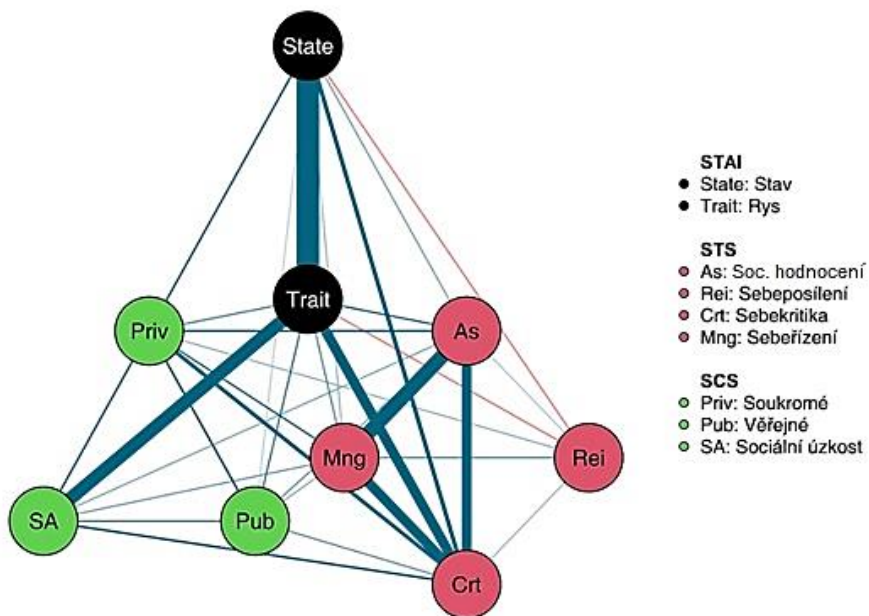 State
Trait
Priv
As
Mng
Rei
SA
Pub
Crt
STAI
State: Stav
Trait: Rys
STS
As: Soc. hodnocení
Rei: Sebeposílení
Crt: Sebekritika
Mng: Sebeřízení
SCS
Priv: Soukromé
Pub: Věřejné
SA: Sociální úzkost